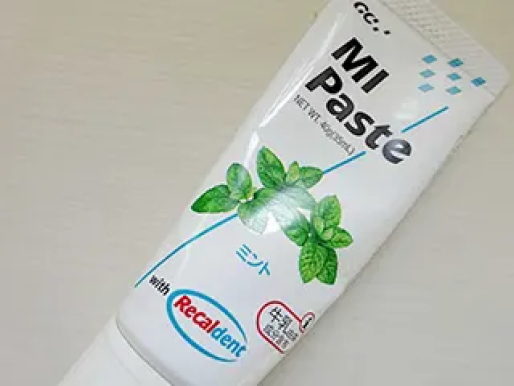 GC
MI
Paste
NET WT. 40g(35mL)
ミント
with Recaldent
牛乳